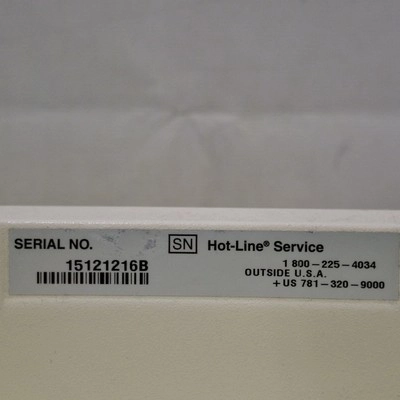 SERIAL NO. SN Hot-Line® Service
15121216B 1 800-225-4034
OUTSIDE U.S.A.
+ US 781-320-9000